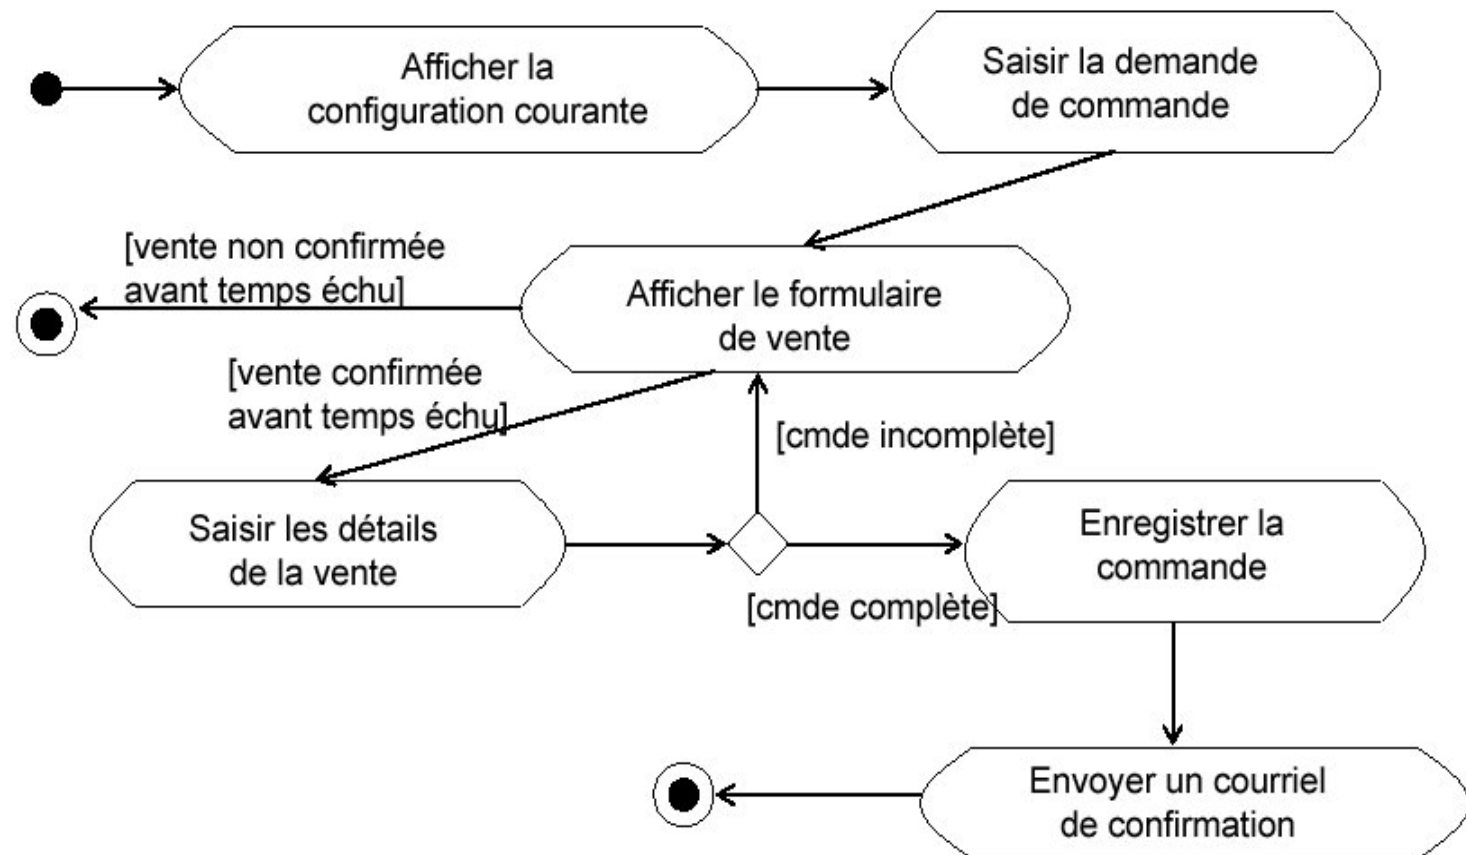 Afficher la
configuration courante
Saisir la demande
de commande
[vente non confirmée
avant temps échu]
Afficher le formulaire
de vente
[vente confirmée
avant temps échu]
[cmde incomplète]
Saisir les détails
de la vente
Enregistrer la
commande
[cmde complète]
Envoyer un courriel
de confirmation